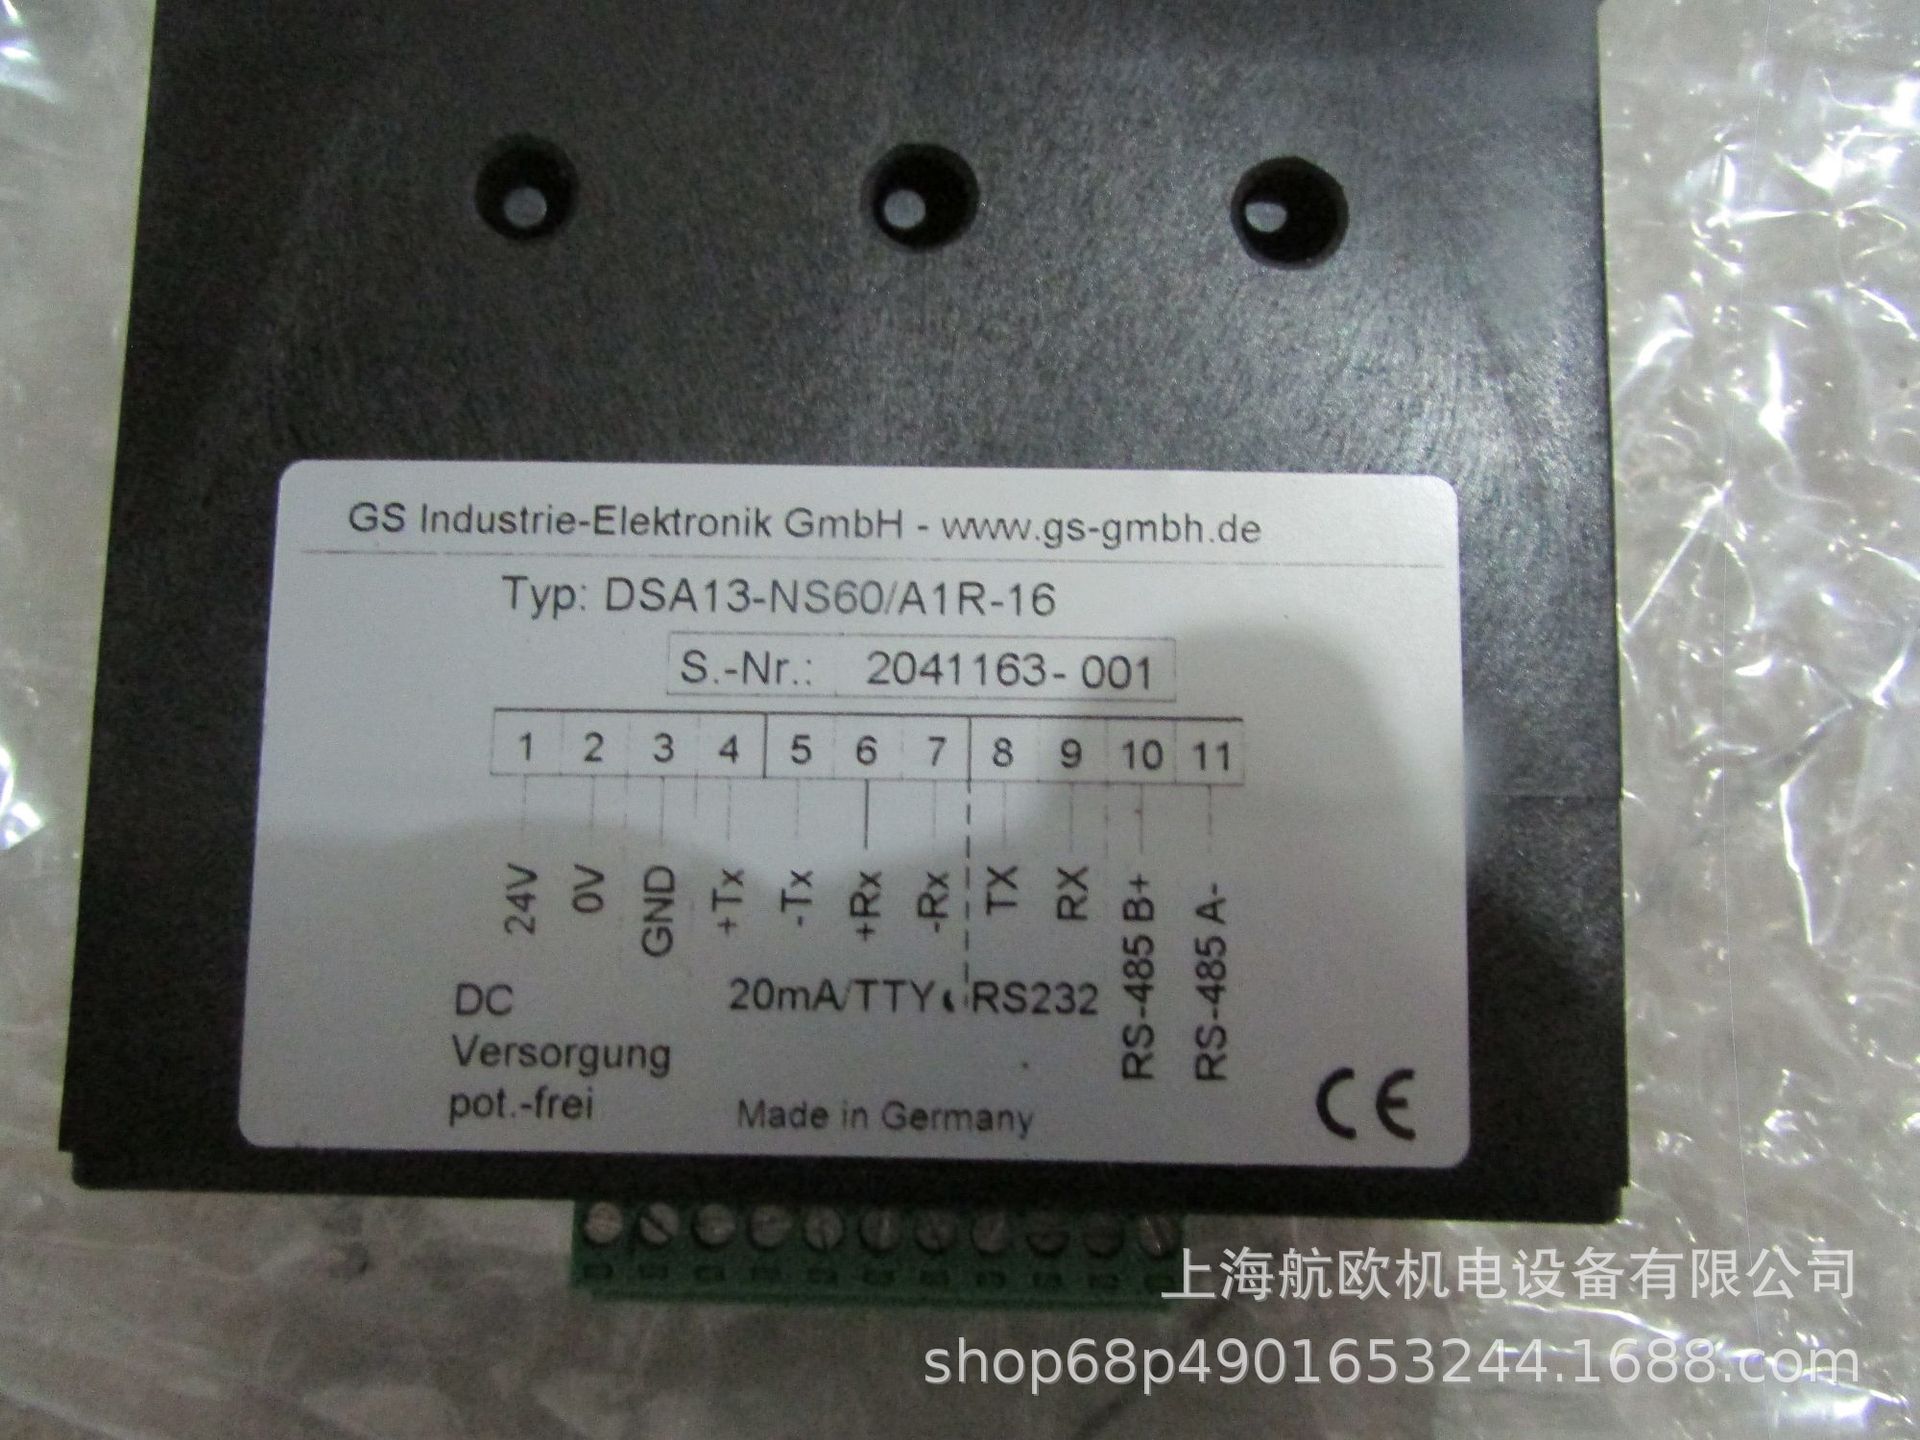 GS Industrie-Elektronik GmbH - www.gs-gmbh.de
Typ: DSA13-NS60/A1R-16
S.-Nr.: 2041163- 001
1 2 3 4 5 6 7 8 9 10 11
24V 0V GND +Tx -Tx +Rx -Rx TX RX RS-485 B+ RS-485 A-
DC 20mA/TTY RS232
Versorgung
pot.-frei
Made in Germany
CE
上海航欧机电设备有限公司
shop68p4901653244.1688.com